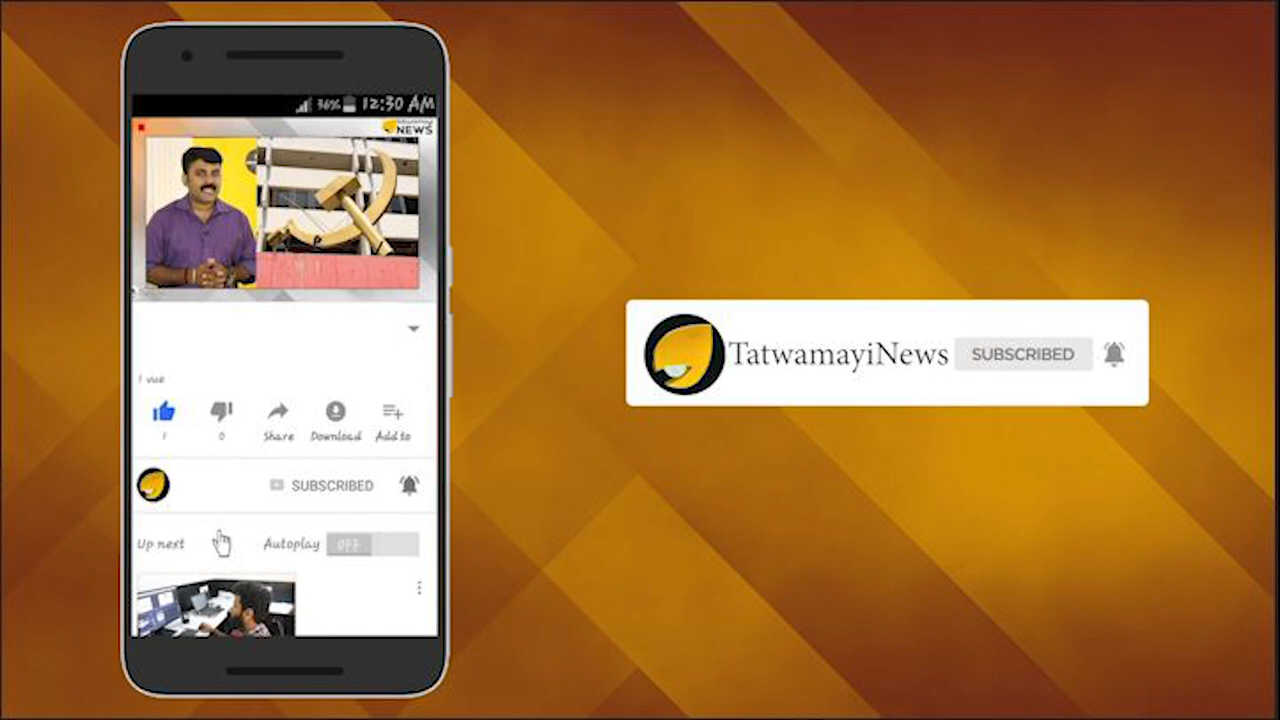 36% 12:30 AM
NEWS
1 vue
1
0
Share
Download
Add to
SUBSCRIBED
Up next
Autoplay
OFF
TatwamayiNews
SUBSCRIBED